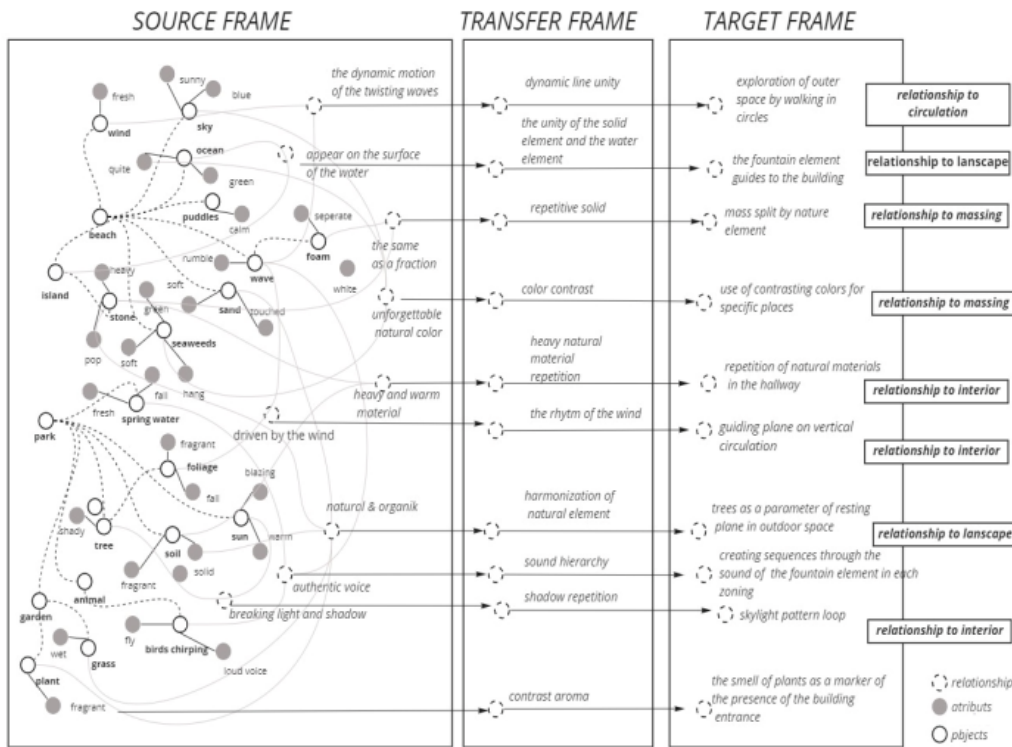 SOURCE FRAME
TRANSFER FRAME
TARGET FRAME
sunny
blue
fresh
wind
sky
the dynamic motion
of the twisting waves
dynamic line unity
exploration of outer
space by walking in
circles
relationship to
circulation
ocean
quite
green
appear on the surface
of the water
the unity of the solid
element and the water
element
the fountain element
guides to the building
relationship to lanscape
puddles
calm
beach
seperate
foam
rumble
wave
white
the same
as a fraction
repetitive solid
mass split by nature
element
relationship to massing
island
heavy
stone
soft
green
sand
touched
seaweeds
pop
soft
hang
unforgettable
natural color
color contrast
use of contrasting colors for
specific places
relationship to massing
fresh
fall
spring water
park
heavy and warm
material
heavy natural
material
repetition
repetition of natural materials
in the hallway
relationship to interior
driven by the wind
the rhytm of the wind
guiding plane on vertical
circulation
relationship to interior
fragrant
foliage
fall
blazing
shady
tree
soil
sun
warm
fragrant
solid
natural & organik
harmonization of
natural element
trees as a parameter of resting
plane in outdoor space
relationship to lanscape
authentic voice
sound hierarchy
creating sequences through the
sound of the fountain element in each
zoning
animal
garden
breaking light and shadow
shadow repetition
skylight pattern loop
relationship to interior
wet
grass
fly
birds chirping
loud voice
plant
fragrant
contrast aroma
the smell of plants as a marker of
the presence of the building
entrance
relationship
atributs
pbjects